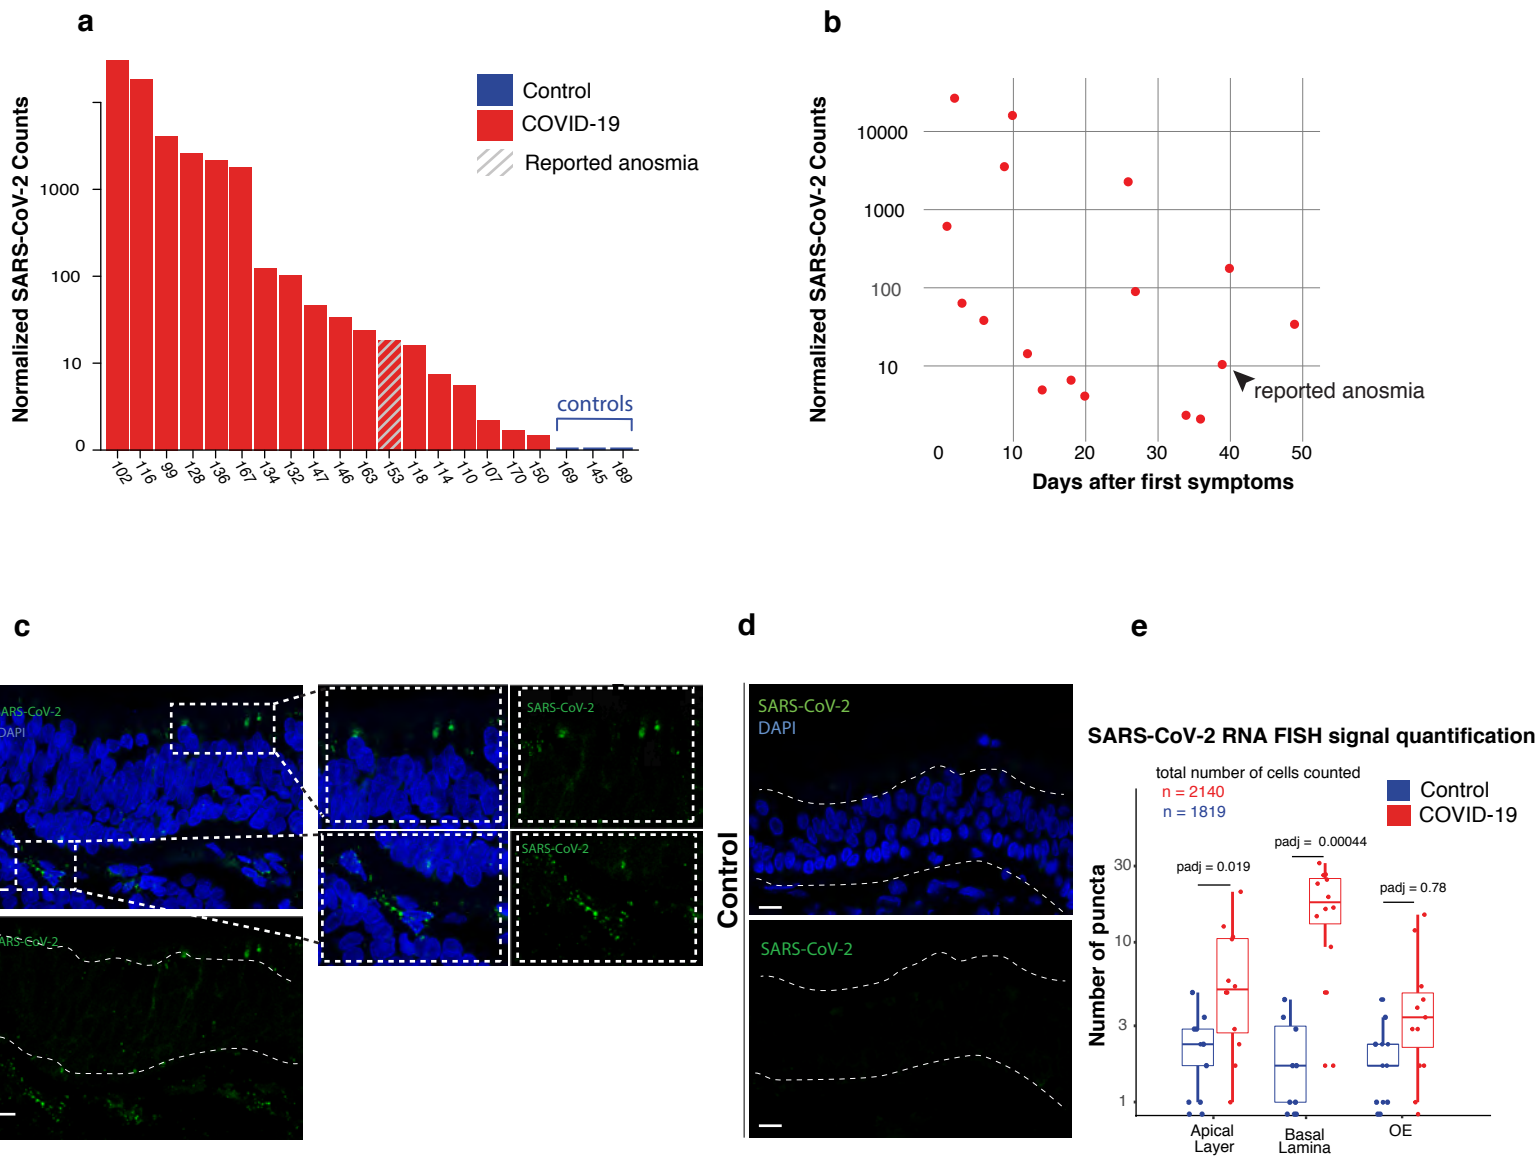 a
Normalized SARS-CoV-2 Counts
1000
100
10
0
Control
COVID-19
Reported anosmia
controls
102
116
99
128
136
167
134
132
147
146
163
153
118
114
110
107
170
150
169
145
189
b
Normalized SARS-CoV-2 Counts
10000
1000
100
10
reported anosmia
0
10
20
30
40
50
Days after first symptoms
c
ARS-CoV-2
DAPI
SARS-CoV-2
SARS-CoV-2
ARS-CoV-2
d
Control
SARS-CoV-2
DAPI
SARS-CoV-2
e
SARS-CoV-2 RNA FISH signal quantification
total number of cells counted
n = 2140
n = 1819
Control
COVID-19
Number of puncta
30
10
3
1
padj = 0.019
padj = 0.00044
padj = 0.78
Apical
Layer
Basal
Lamina
OE